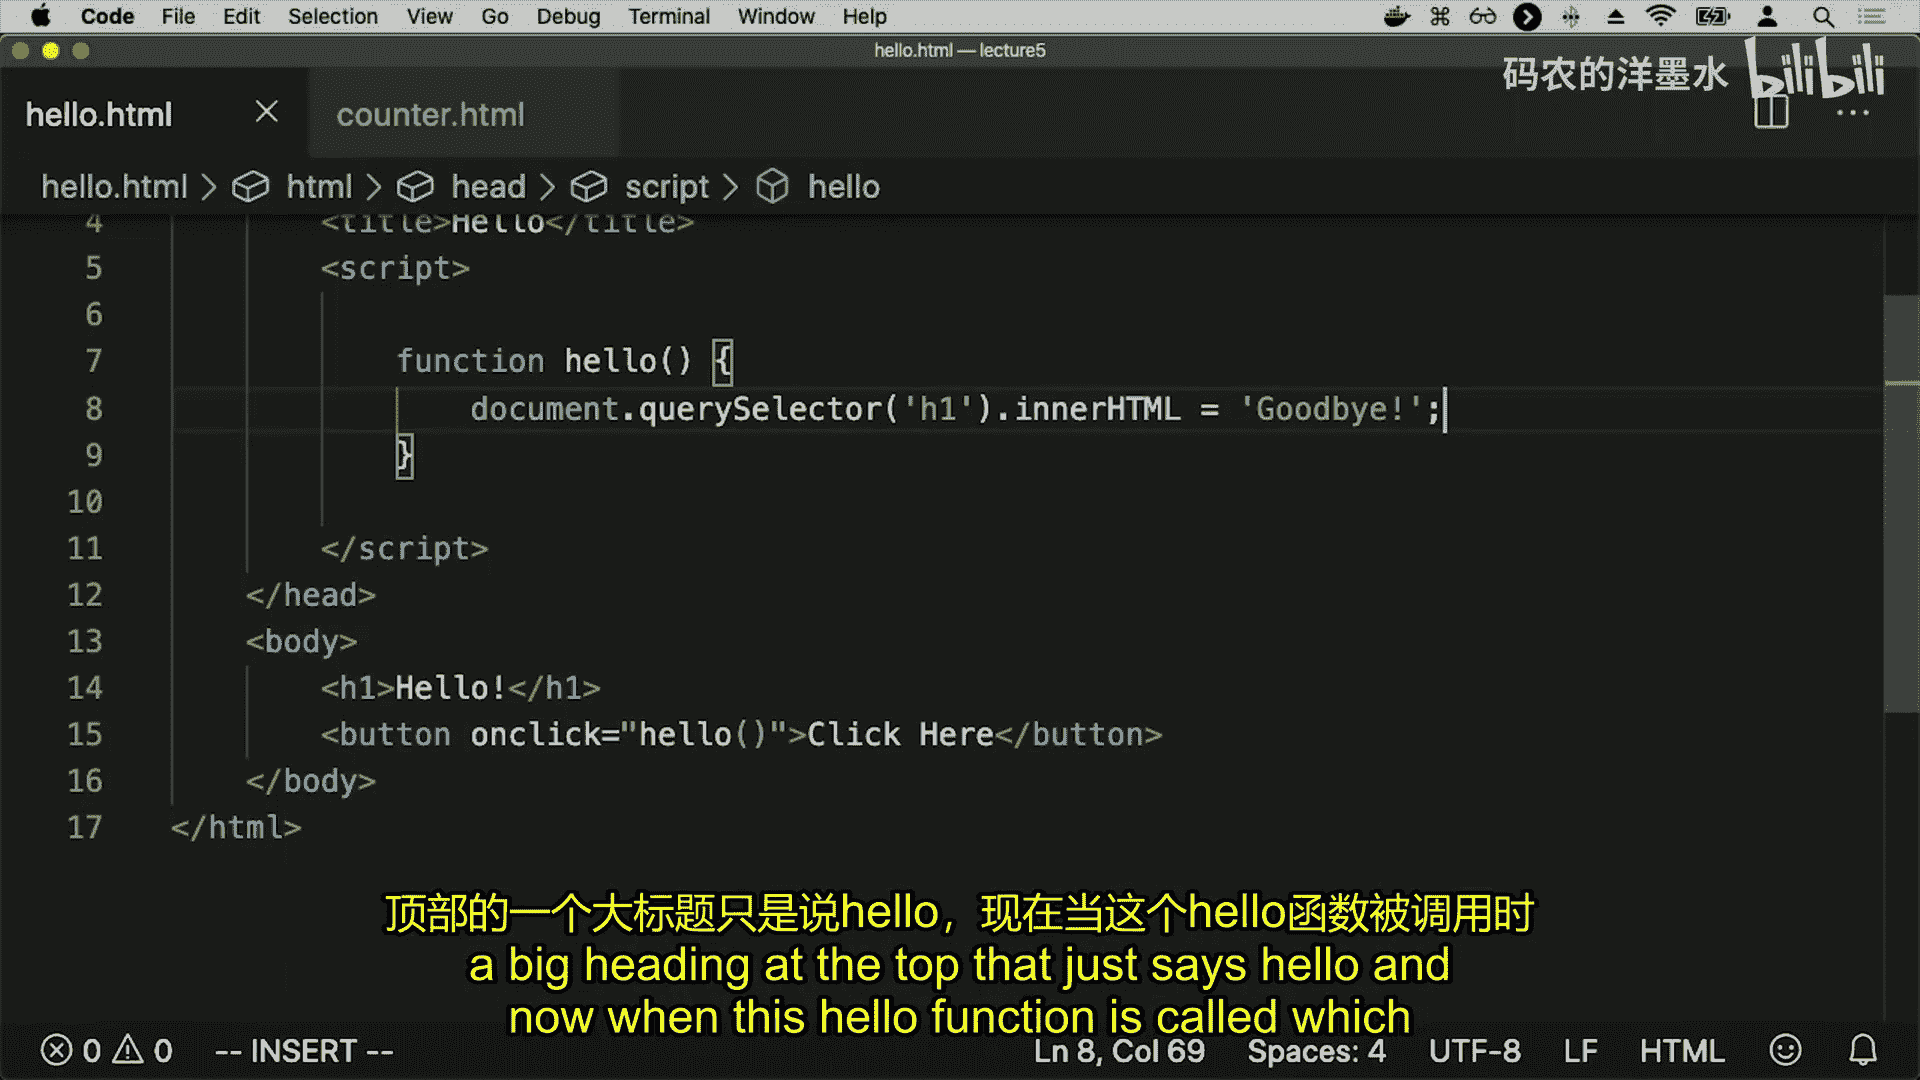 Code File Edit Selection View Go Debug Terminal Window Help
hello.html — lecture5
码农的洋墨水 bilibili
hello.html counter.html
hello.html > html > head > script > hello
4 <title>Hello</title>
5 <script>
6
7 function hello() {
8 document.querySelector('h1').innerHTML = 'Goodbye!';
9 }
10
11 </script>
12 </head>
13 <body>
14 <h1>Hello!</h1>
15 <button onclick="hello()">Click Here</button>
16 </body>
17 </html>
顶部的一个大标题只是说hello，现在当这个hello函数被调用时
a big heading at the top that just says hello and
now when this hello function is called which
0 0 -- INSERT -- Ln 8, Col 69 Spaces: 4 UTF-8 LF HTML